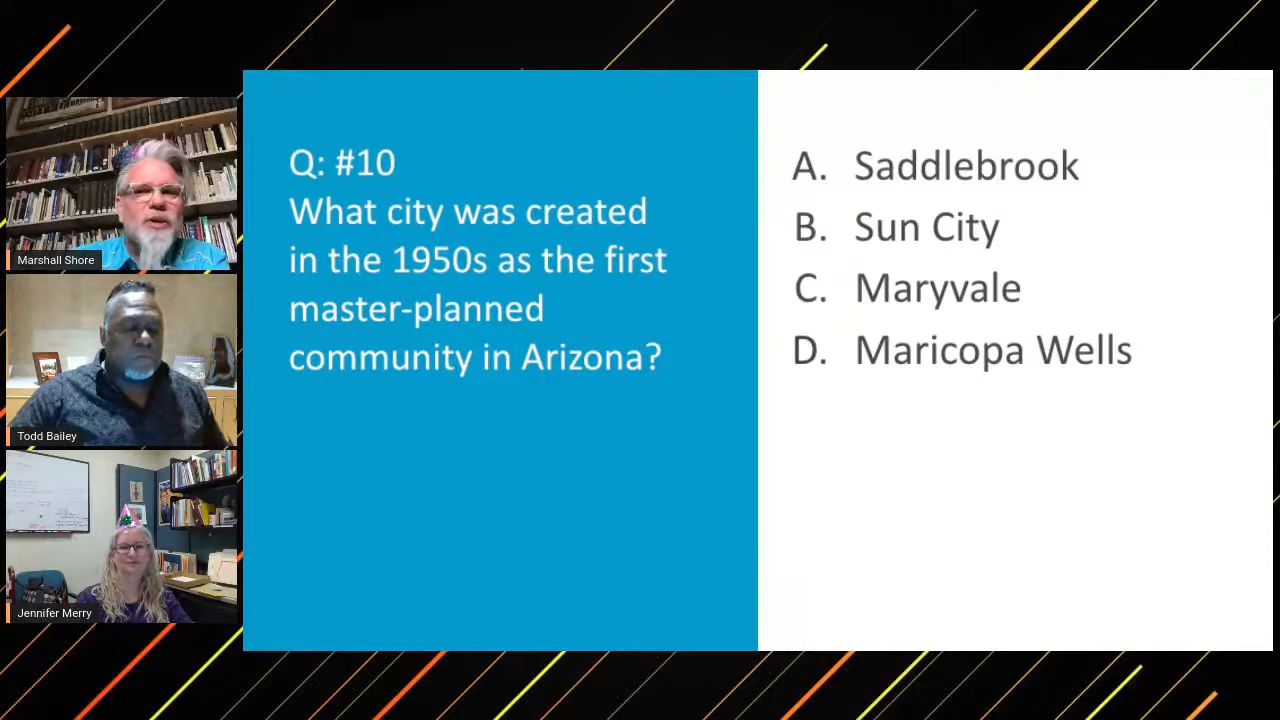 Q: #10
What city was created
in the 1950s as the first
master-planned
community in Arizona?
A. Saddlebrook
B. Sun City
C. Maryvale
D. Maricopa Wells
Marshall Shore
Todd Bailey
Jennifer Merry